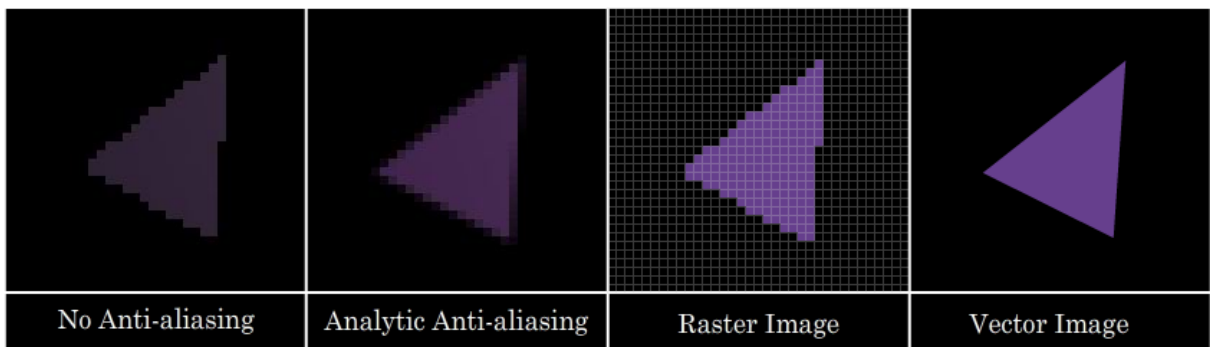 No Anti-aliasing
Analytic Anti-aliasing
Raster Image
Vector Image